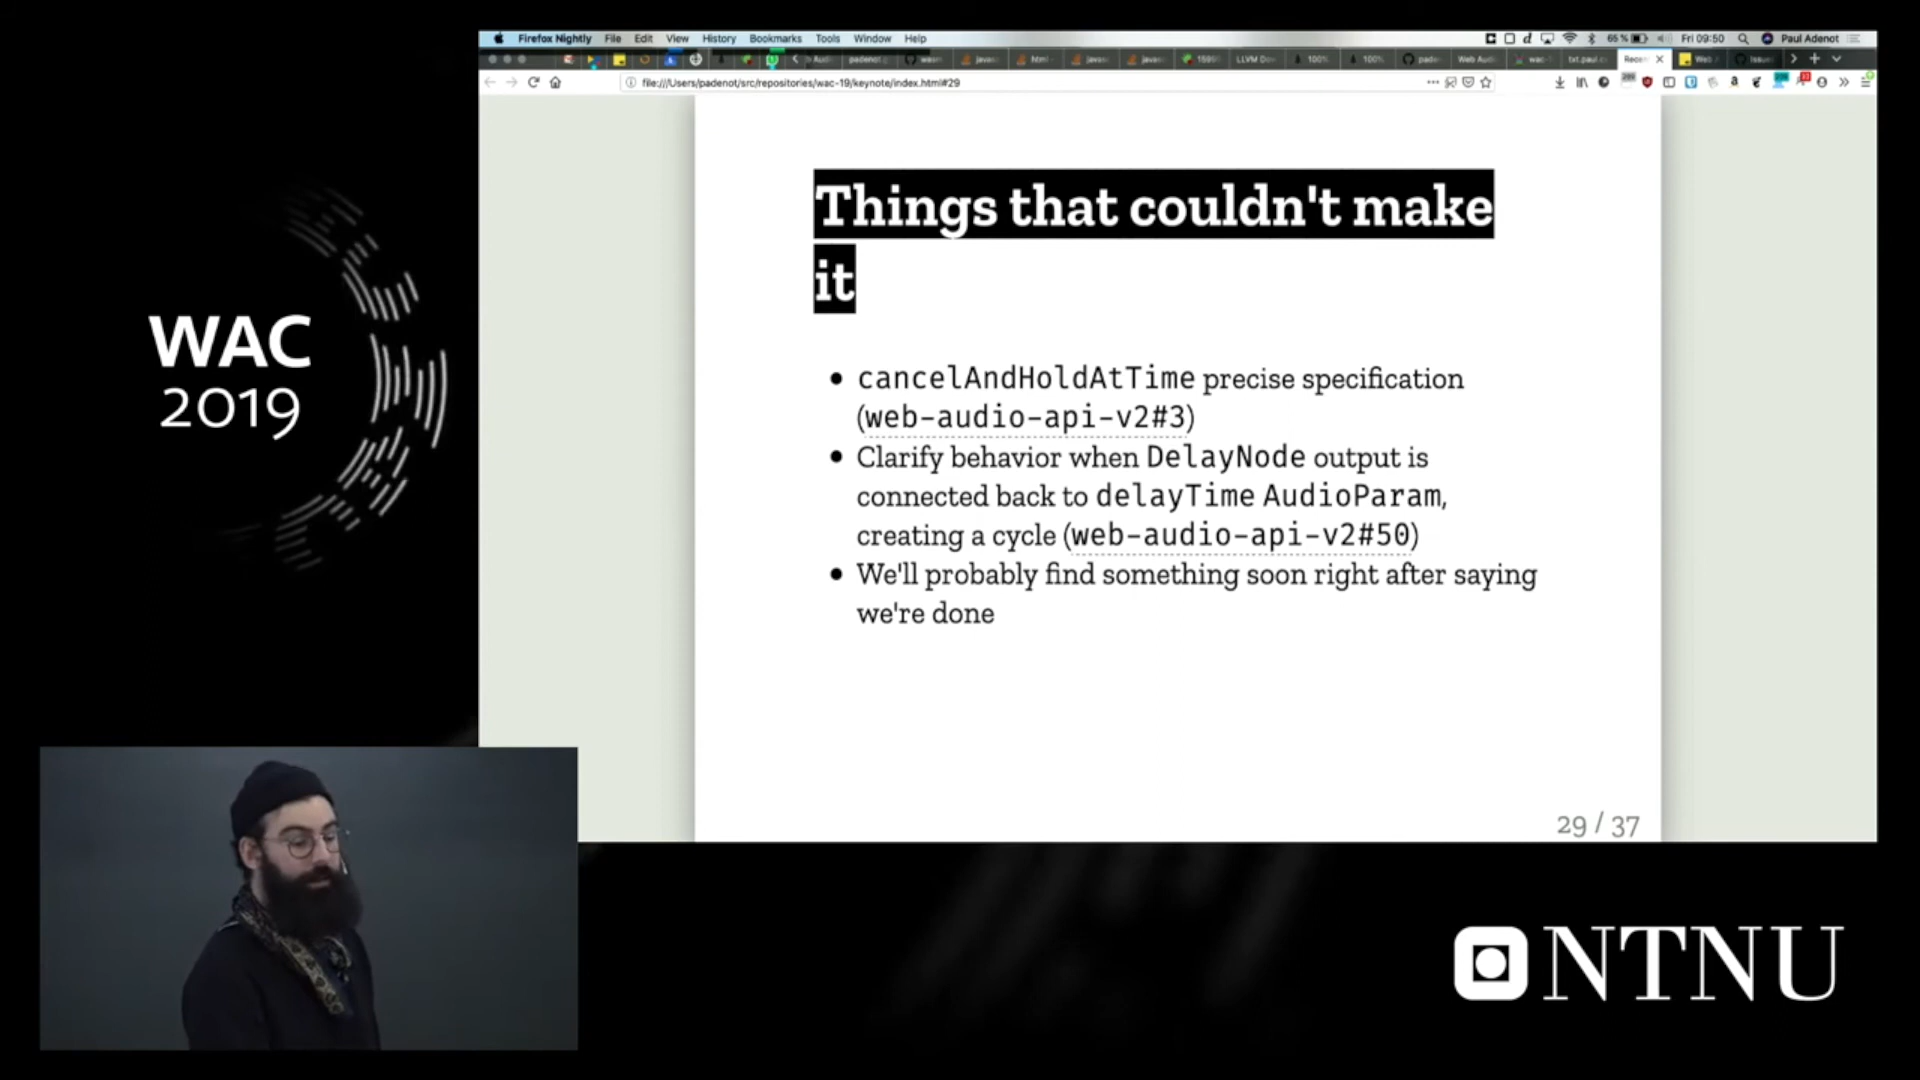 Firefox Nightly File Edit View History Bookmarks Tools Window Help
65% Fri 09:50 Paul Adenot
file:///Users/padenot/src/repositories/wac-19/keynote/index.html#29
Things that couldn't make
it
• cancelAndHoldAtTime precise specification
(web-audio-api-v2#3)
• Clarify behavior when DelayNode output is
connected back to delayTime AudioParam,
creating a cycle (web-audio-api-v2#50)
• We'll probably find something soon right after saying
we're done
29 / 37
WAC
2019
NTNU